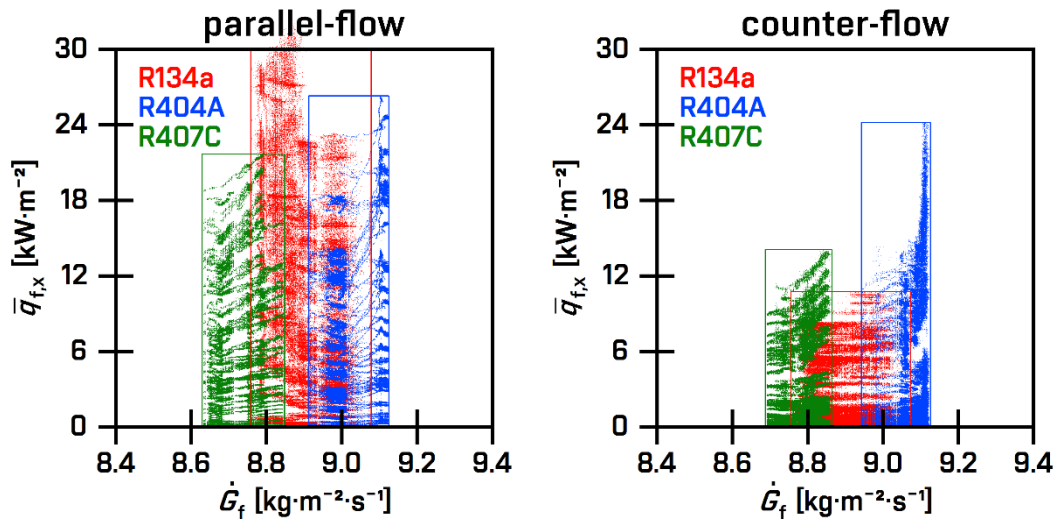 parallel-flow
30
24
18
12
6
0
R134a
R404A
R407C
q̅f,x [kW·m⁻²]
8.4 8.6 8.8 9.0 9.2 9.4
Ġf [kg·m⁻²·s⁻¹]
counter-flow
30
24
18
12
6
0
R134a
R404A
R407C
q̅f,x [kW·m⁻²]
8.4 8.6 8.8 9.0 9.2 9.4
Ġf [kg·m⁻²·s⁻¹]